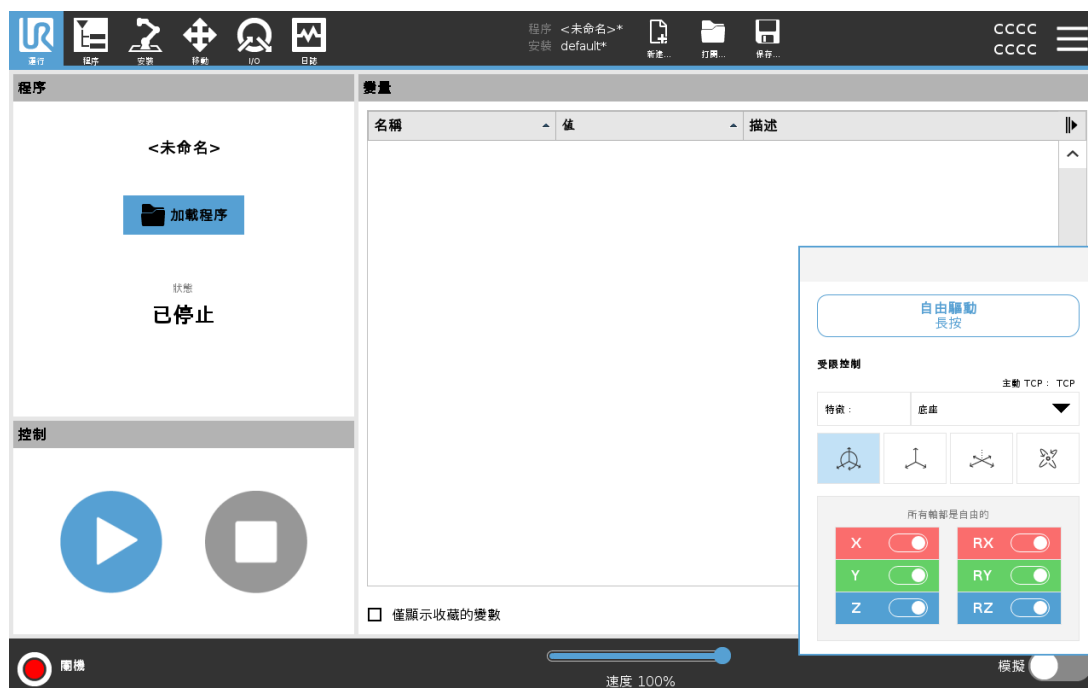 UR
運行
程序
安裝
移動
I/O
日誌
程序 <未命名>*
安裝 default*
新建...
打開...
保存...
CCCC
CCCC
程序
<未命名>
加載程序
狀態
已停止
控制
變量
名稱
值
描述
僅顯示收藏的變數
自由驅動
長按
受限控制
主動 TCP： TCP
特徵：
底座
所有軸都是自由的
X
RX
Y
RY
Z
RZ
關機
速度 100%
模擬